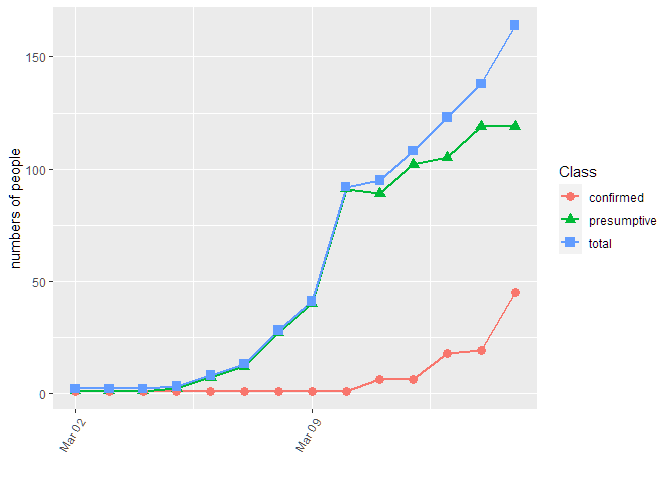 numbers of people
150
100
50
0
Mar 02
Mar 09
Class
confirmed
presumptive
total